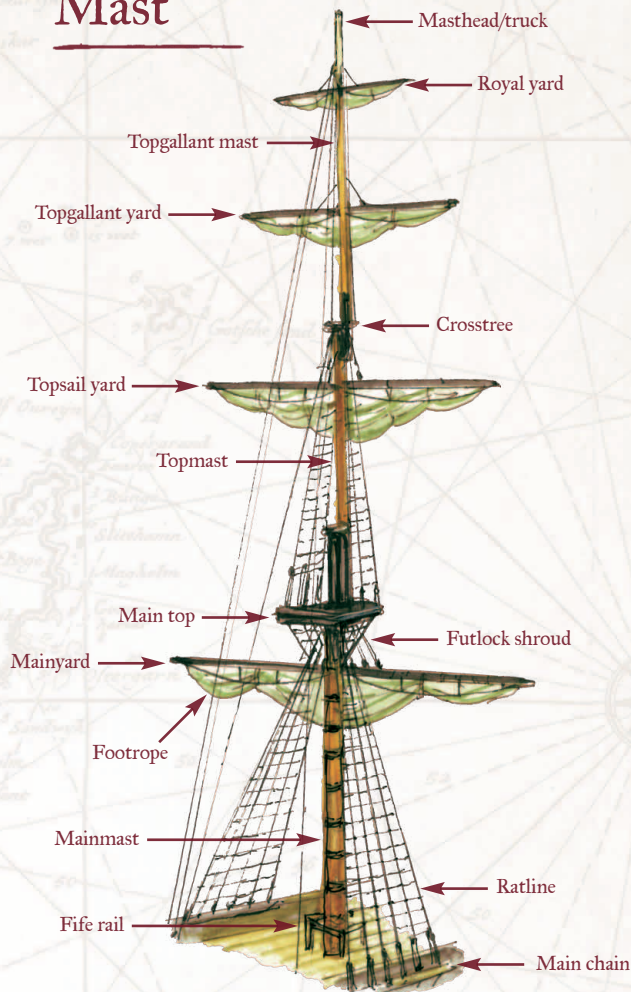 Mast
Masthead/truck
Royal yard
Topgallant mast
Topgallant yard
Crosstree
Topsail yard
Topmast
Main top
Futlock shroud
Mainyard
Footrope
Mainmast
Ratline
Fife rail
Main chain